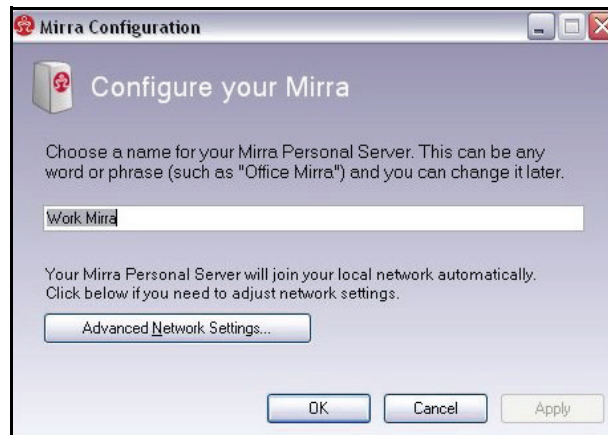 Mirra Configuration
Configure your Mirra
Choose a name for your Mirra Personal Server. This can be any
word or phrase (such as "Office Mirra") and you can change it later.
Work Mirra
Your Mirra Personal Server will join your local network automatically.
Click below if you need to adjust network settings.
Advanced Network Settings...
OK Cancel Apply